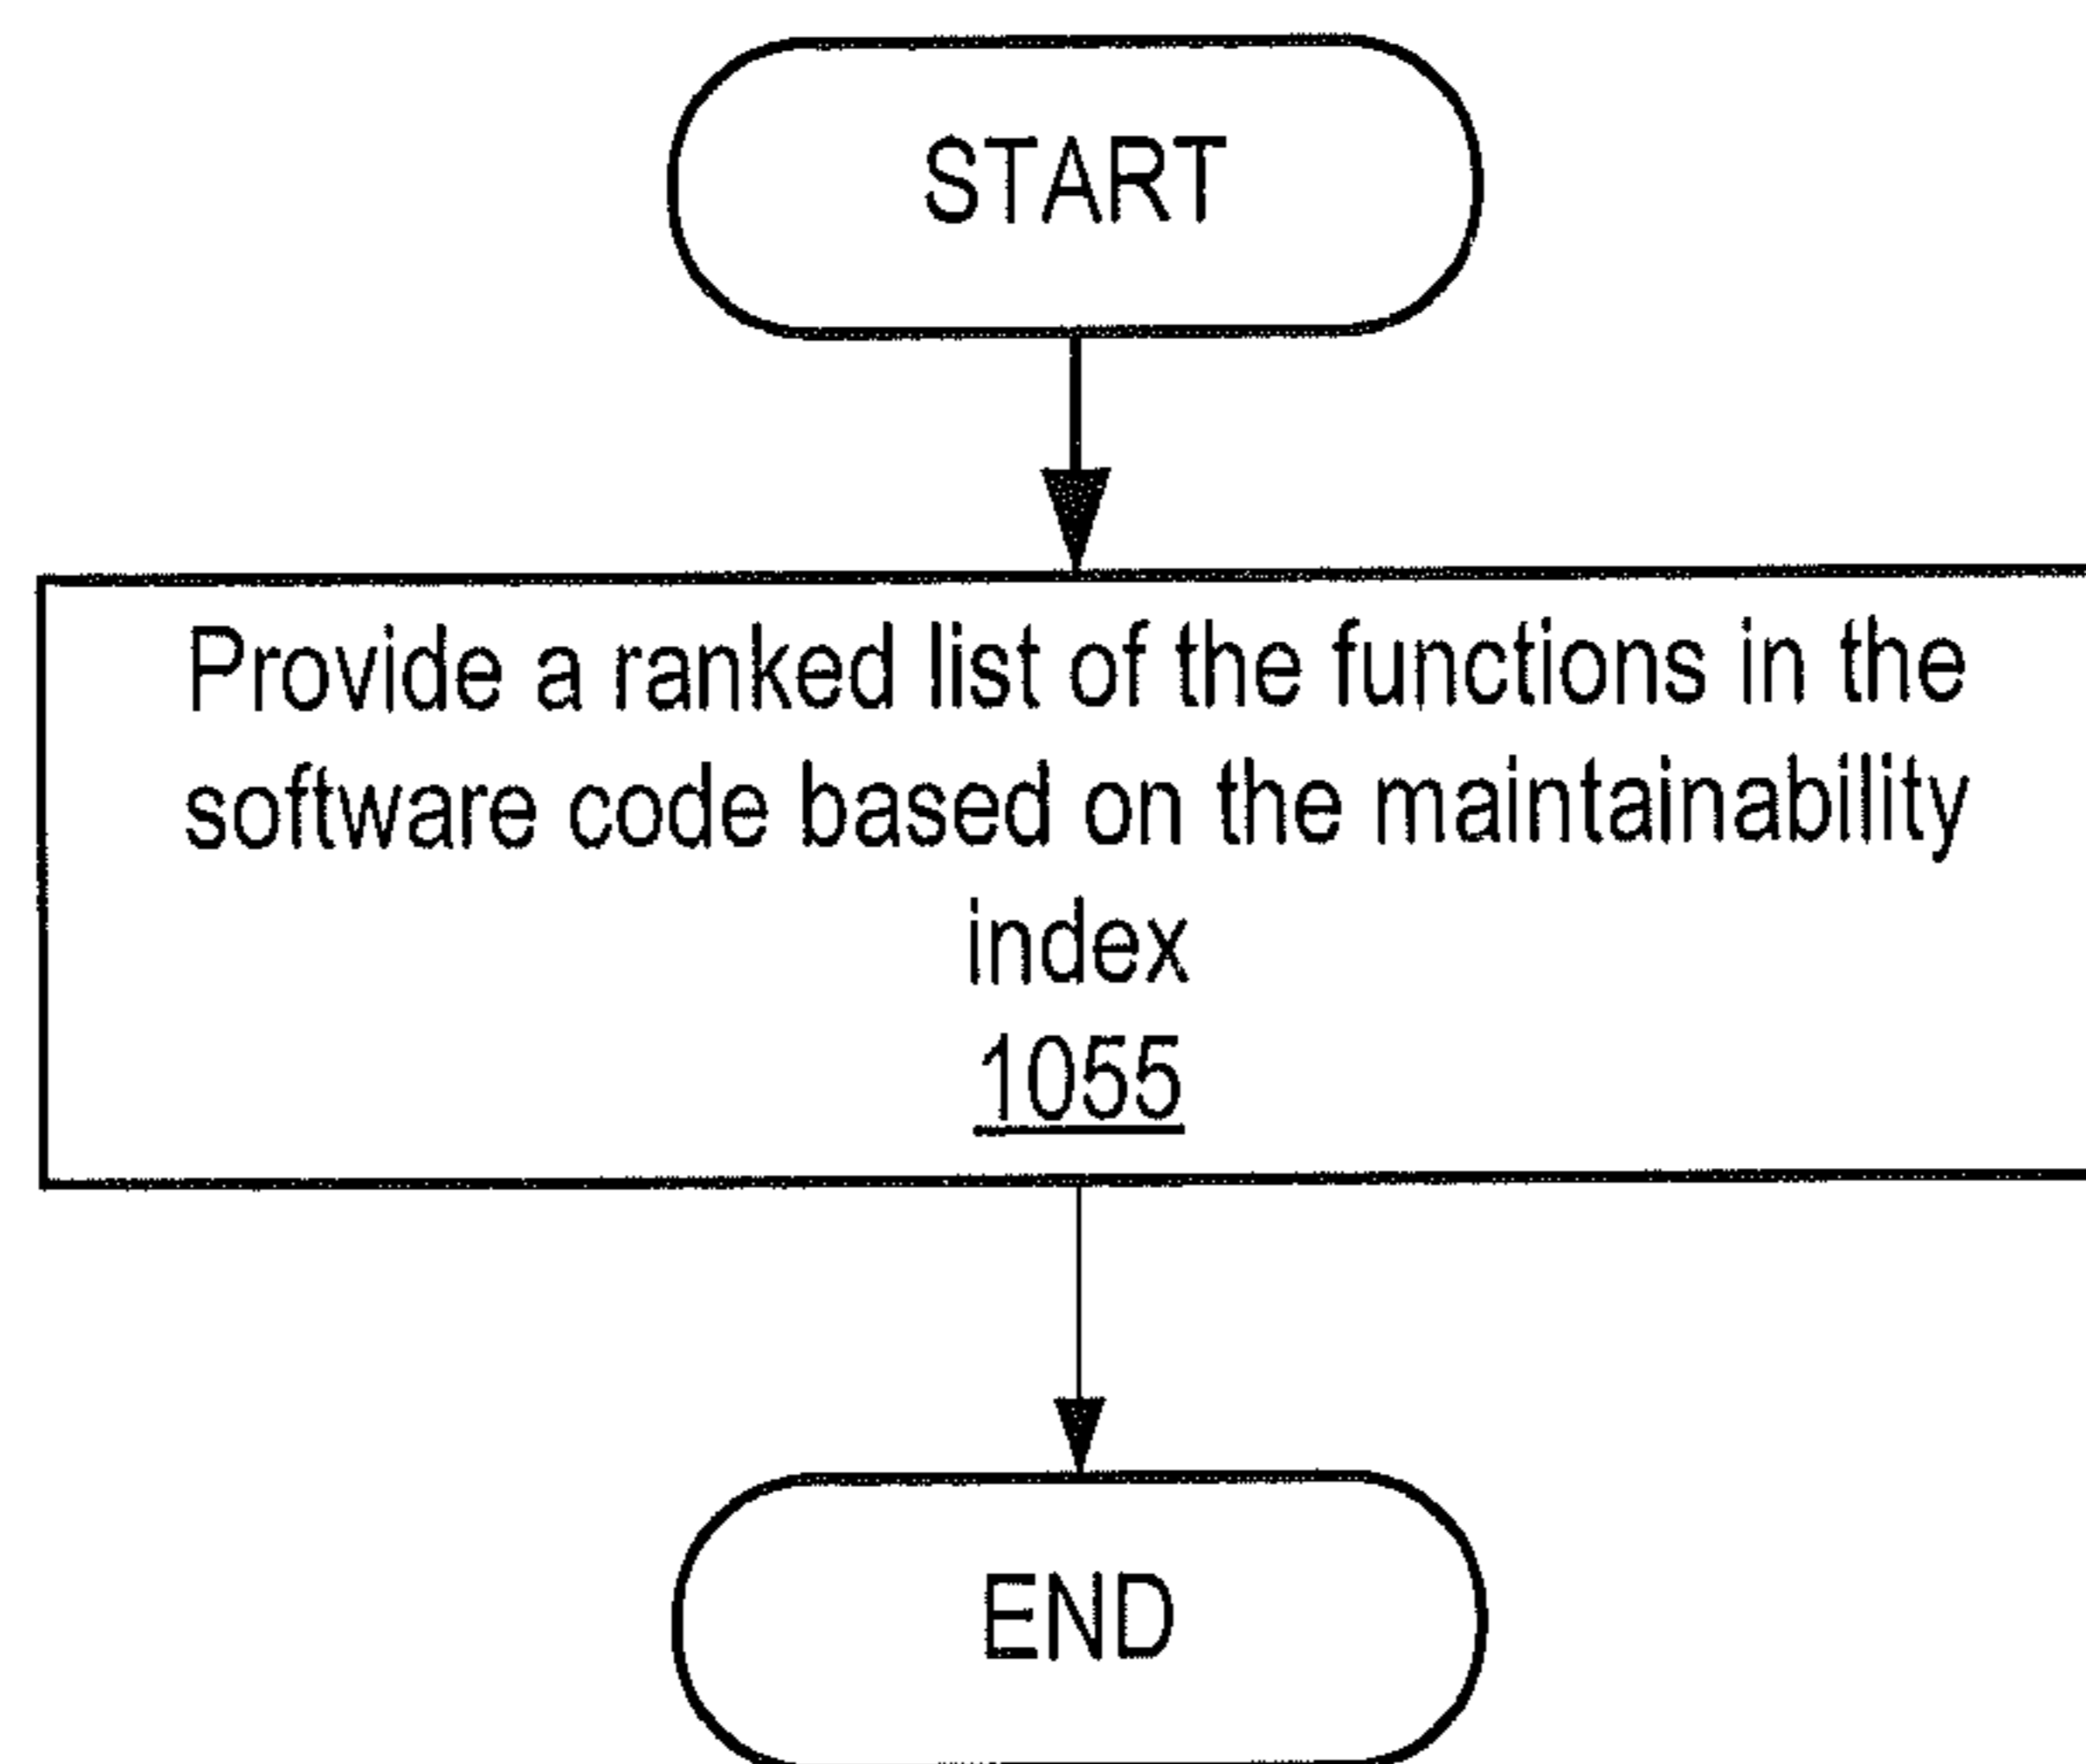 START
Provide a ranked list of the functions in the
software code based on the maintainability
index
1055
END